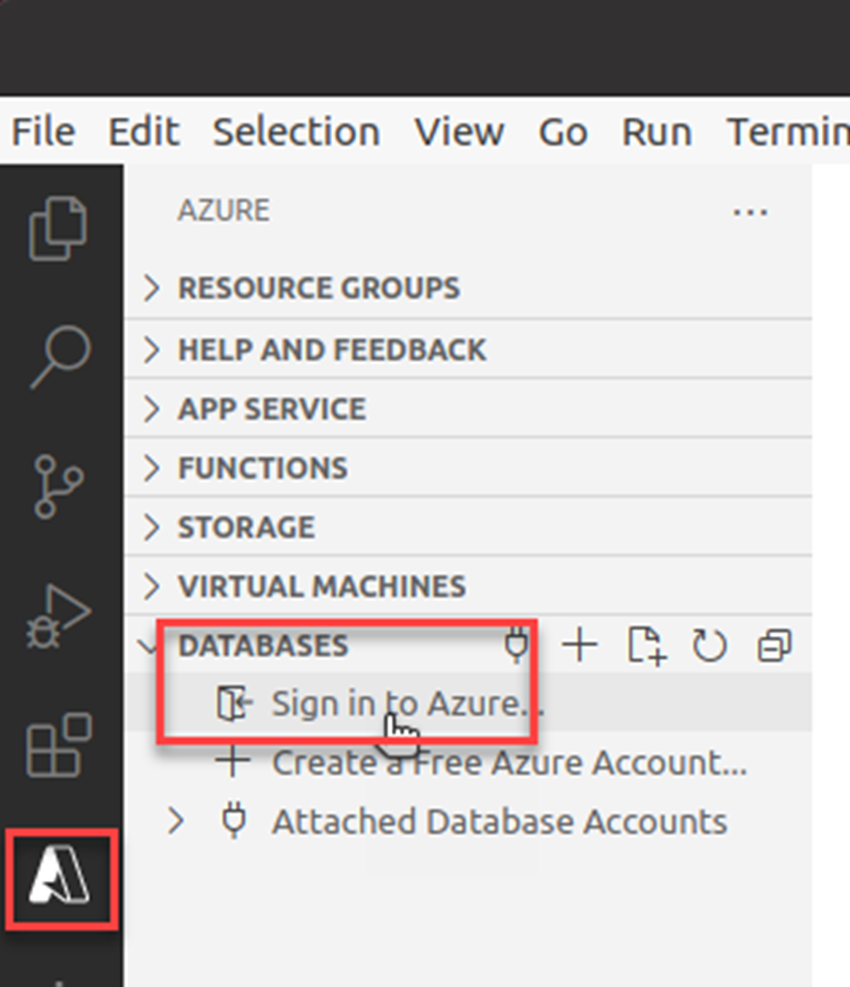 File Edit Selection View Go Run Termin
AZURE
RESOURCE GROUPS
HELP AND FEEDBACK
APP SERVICE
FUNCTIONS
STORAGE
VIRTUAL MACHINES
DATABASES
Sign in to Azure...
Create a Free Azure Account...
Attached Database Accounts